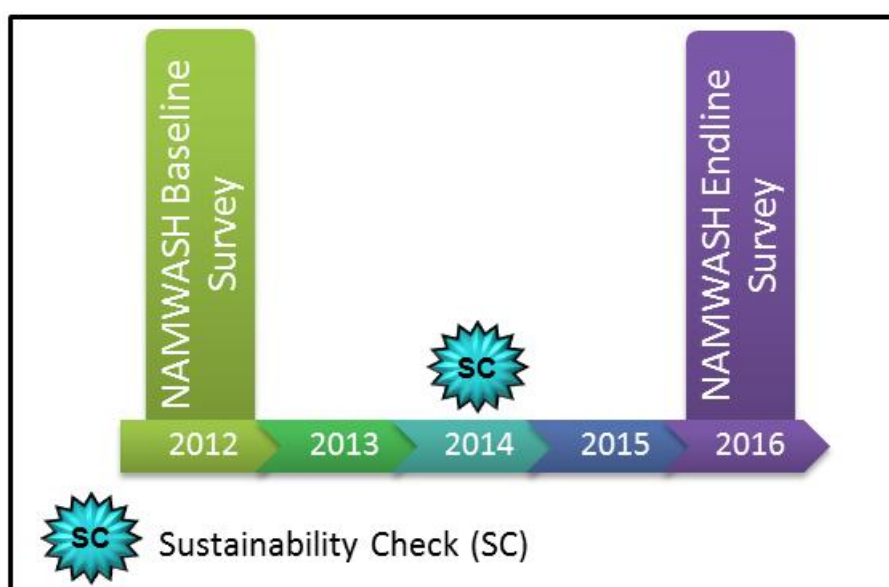 NAMWASH Baseline
Survey
NAMWASH Endline
Survey
SC
2012
2013
2014
2015
2016
SC
Sustainability Check (SC)